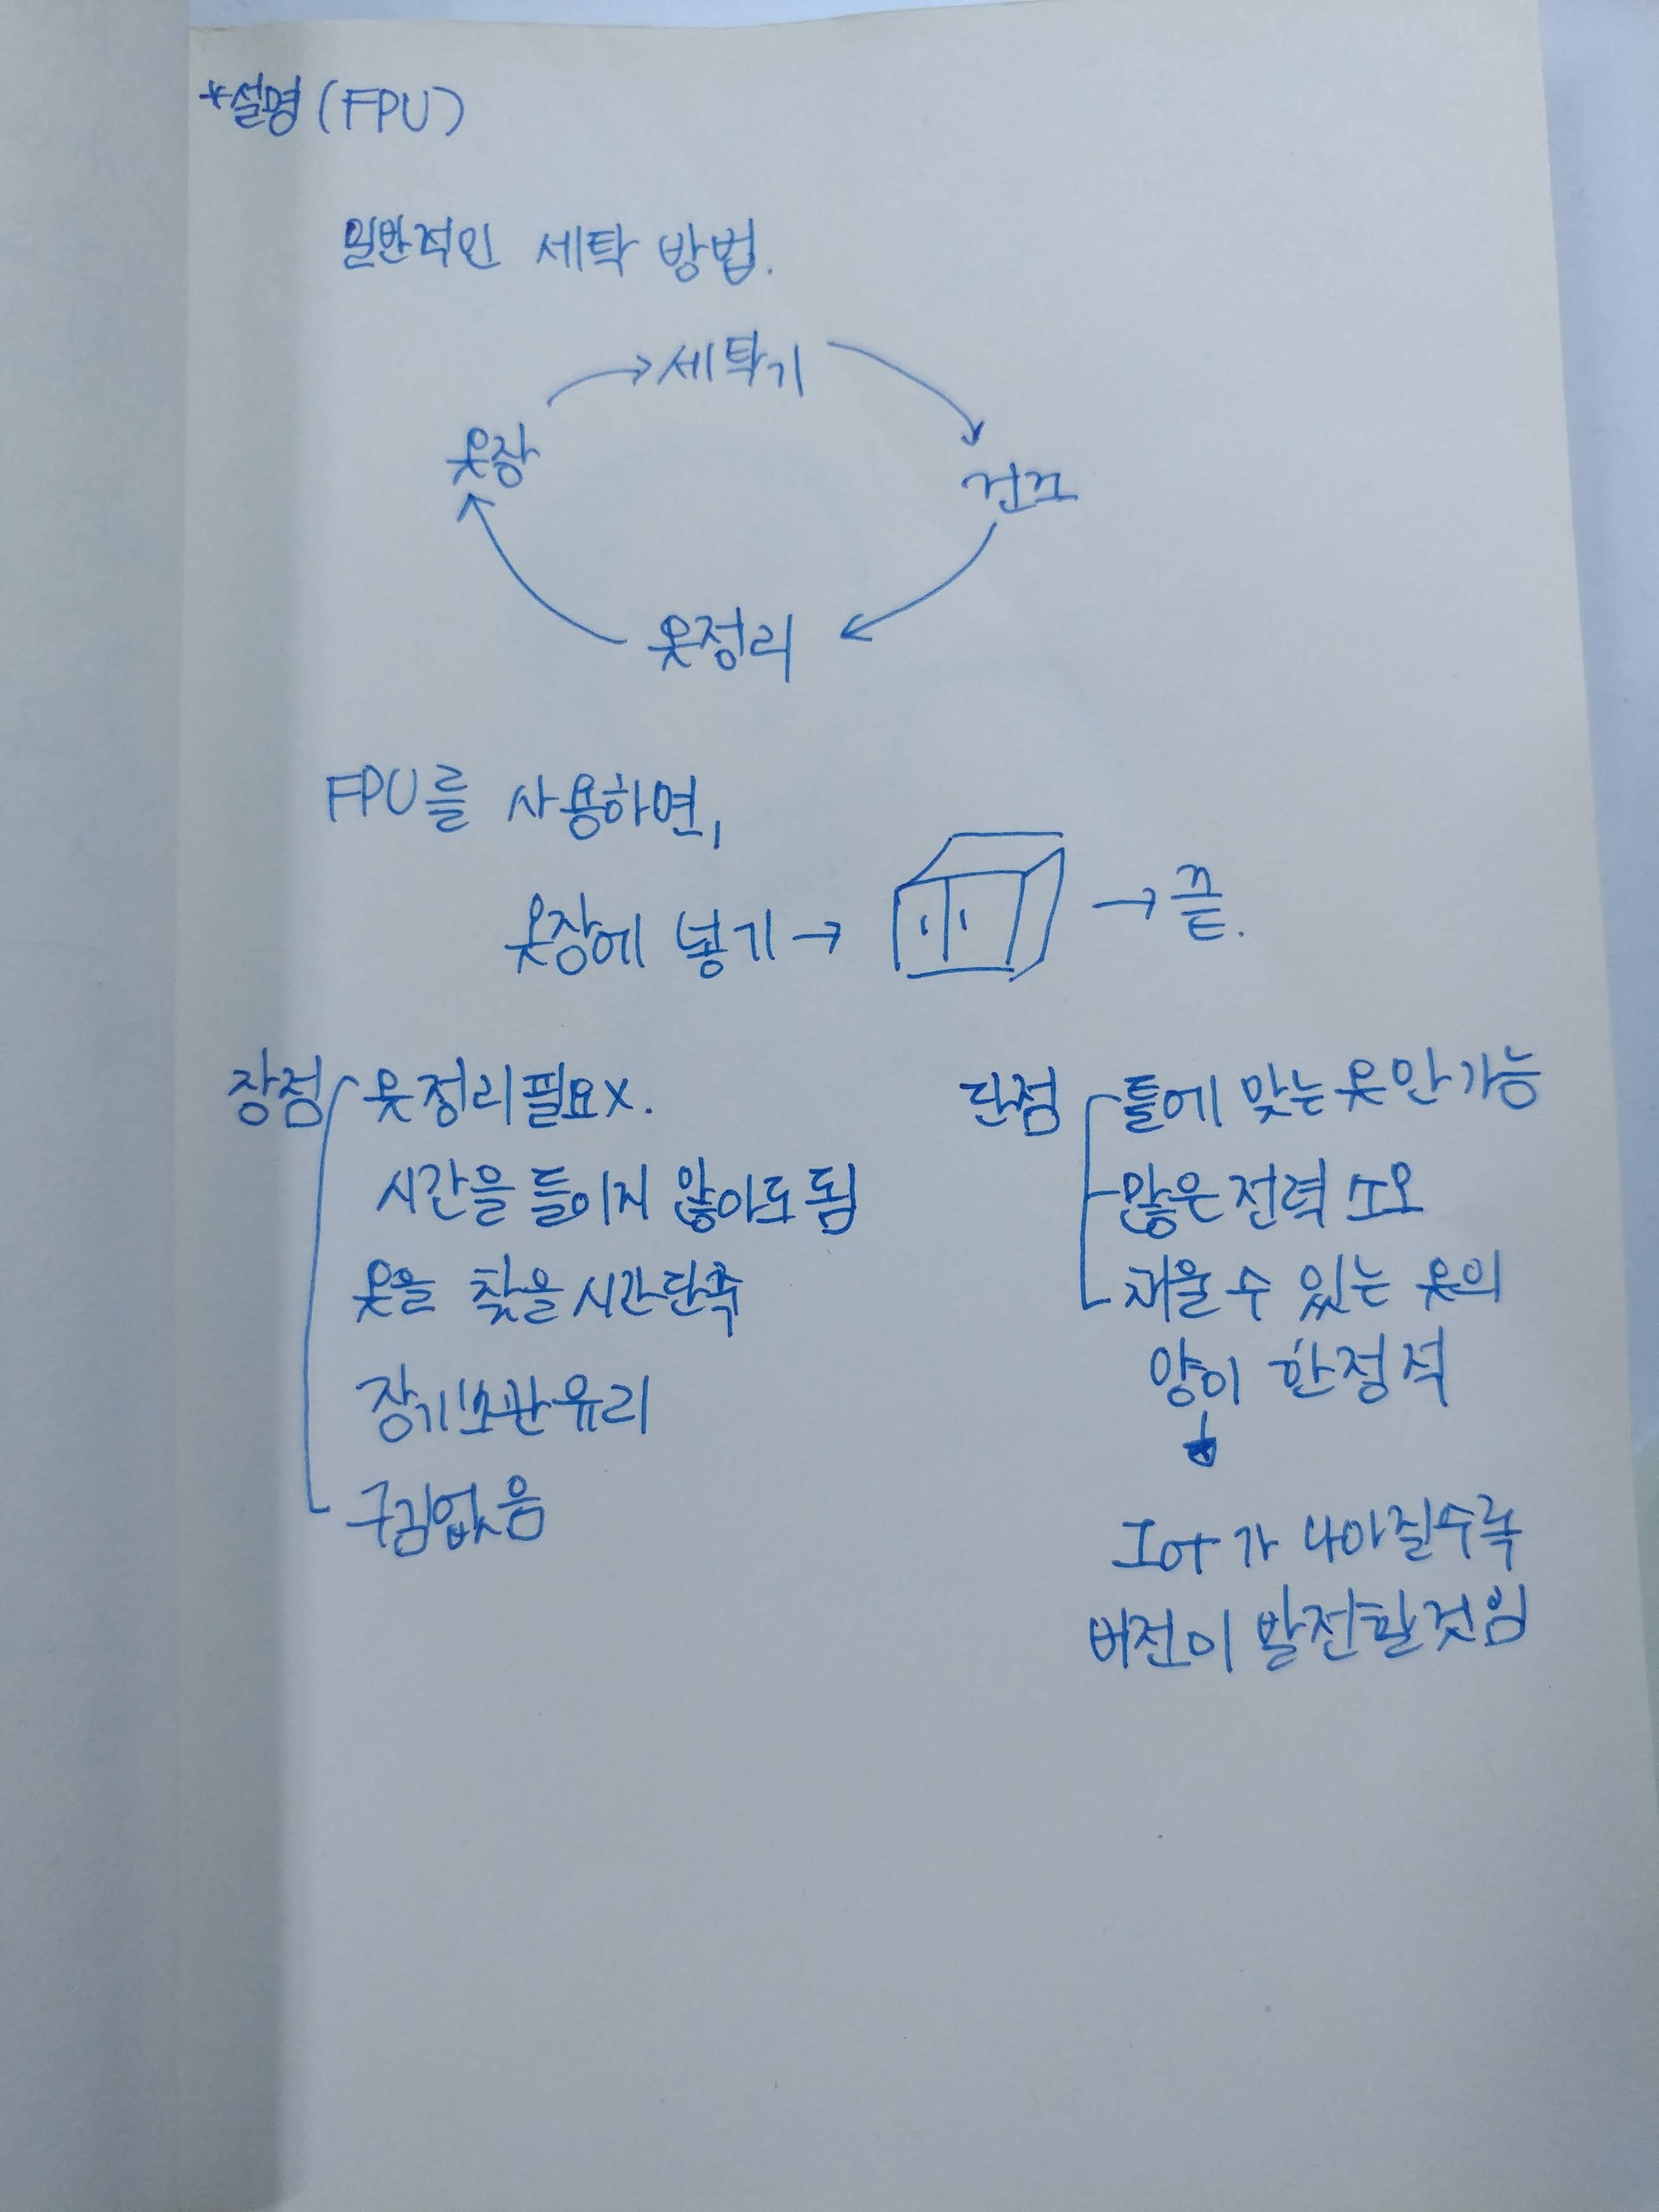 *설명 (FPU)
일반적인 세탁 방법.
→세탁기
옷장
건조
옷정리
FPU를 사용하면,
옷장에 넣기 → → 끝.
장점 옷정리필요X.
시간을 들이지 않아도 됨
옷을 찾을 시간단축
장기보관유리
구김없음
단점 틀에 맞는 옷만가능
많은 전력 소요
채울 수 있는 옷의
양이 한정적
IoT가 나아질수록
버전이 발전할것임